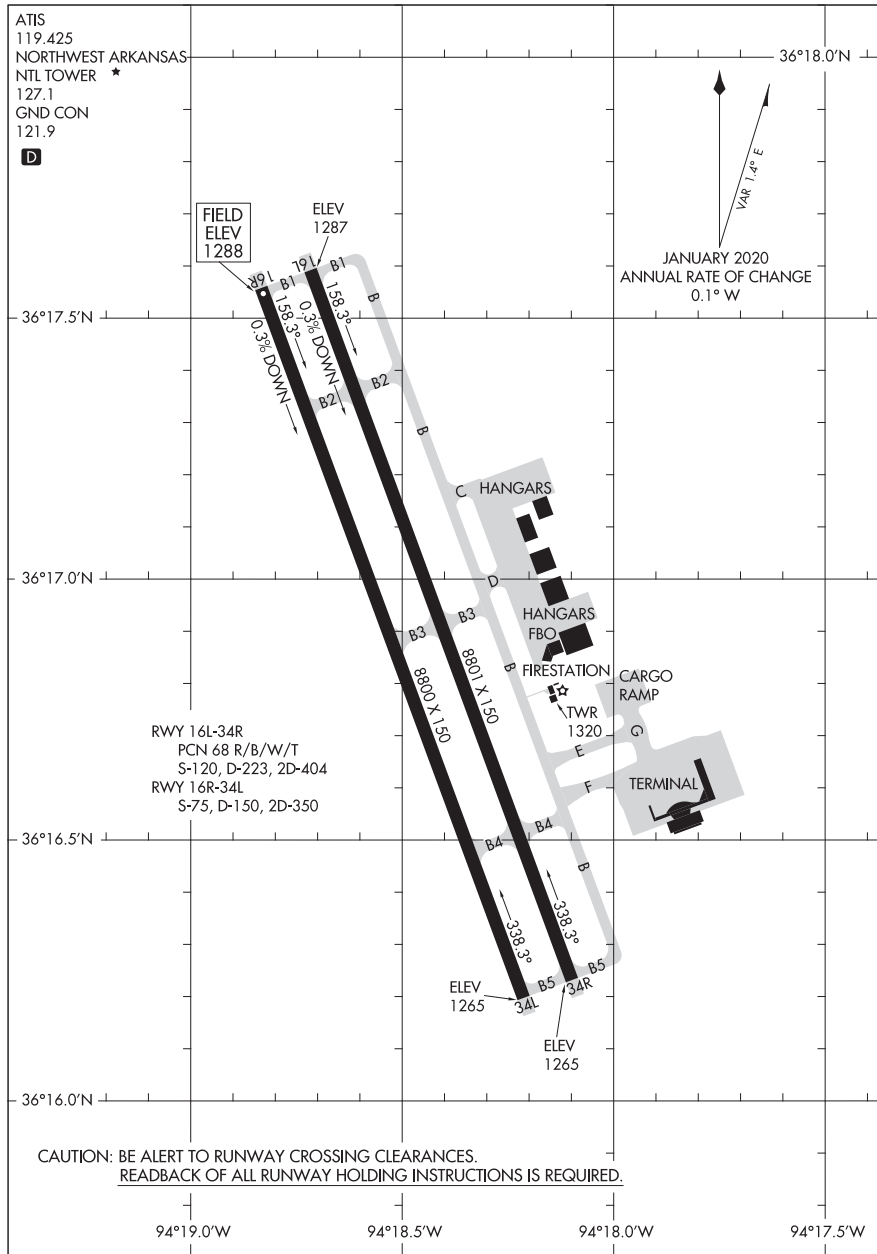 ATIS
119.425
NORTHWEST ARKANSAS
NTL TOWER ★
127.1
GND CON
121.9
D
36°18.0'N
VAR 1.4° E
JANUARY 2020
ANNUAL RATE OF CHANGE
0.1° W
FIELD
ELEV
1288
ELEV
1287
16R
B1
16L
B1
B
36°17.5'N
158.3°
0.3% DOWN
158.3°
0.3% DOWN
B2
B2
B
C
HANGARS
36°17.0'N
D
B3
B3
HANGARS
FBO
B
FIRESTATION
CARGO
RAMP
TWR
1320
8800 X 150
8801 X 150
G
E
F
TERMINAL
RWY 16L-34R
PCN 68 R/B/W/T
S-120, D-223, 2D-404
RWY 16R-34L
S-75, D-150, 2D-350
36°16.5'N
B4
B4
B
338.3°
338.3°
B5
B5
34L
34R
ELEV
1265
ELEV
1265
36°16.0'N
CAUTION: BE ALERT TO RUNWAY CROSSING CLEARANCES.
READBACK OF ALL RUNWAY HOLDING INSTRUCTIONS IS REQUIRED.
94°19.0'W
94°18.5'W
94°18.0'W
94°17.5'W